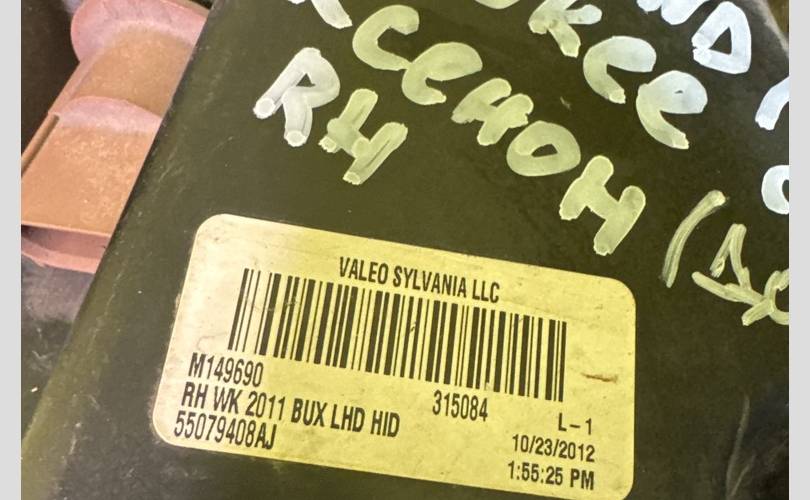 КСЕНОН
RH
VALEO SYLVANIA LLC
M149690
315084
L-1
RH WK 2011 BUX LHD HID
10/23/2012
55079408AJ
1:55:25 PM